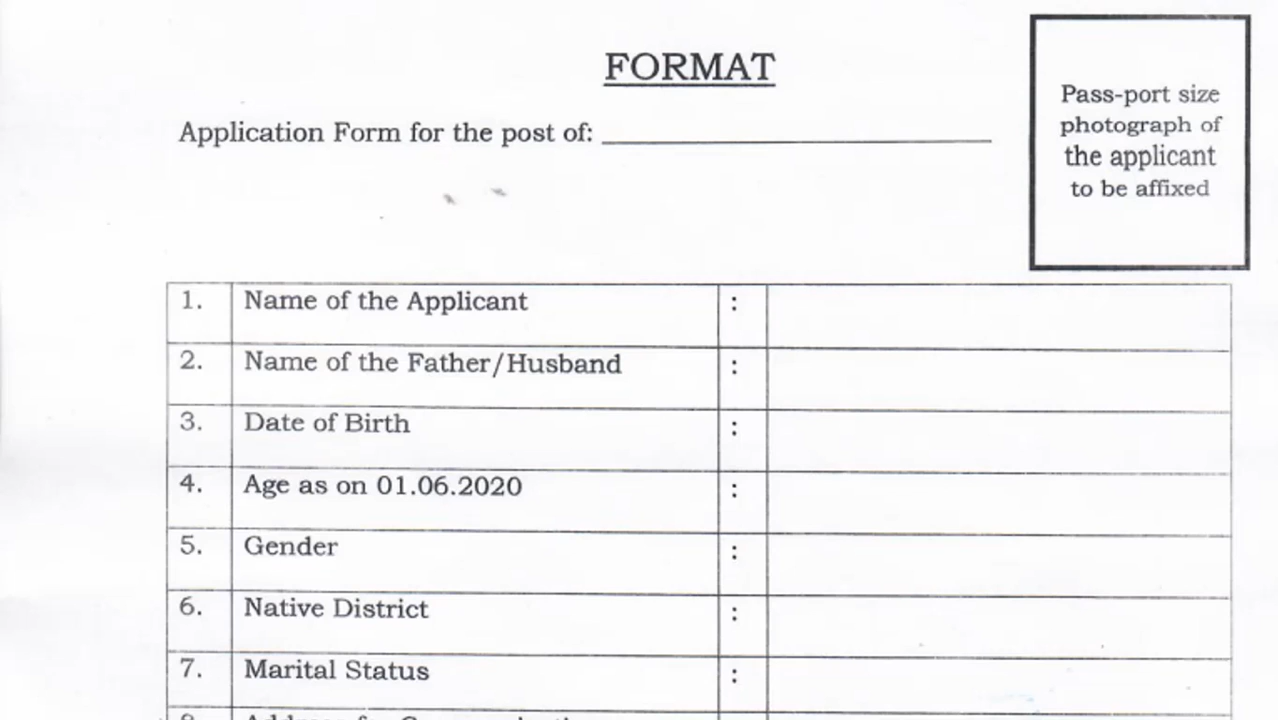 FORMAT
Application Form for the post of:
Pass-port size
photograph of
the applicant
to be affixed
1. Name of the Applicant :
2. Name of the Father/Husband :
3. Date of Birth :
4. Age as on 01.06.2020 :
5. Gender :
6. Native District :
7. Marital Status :